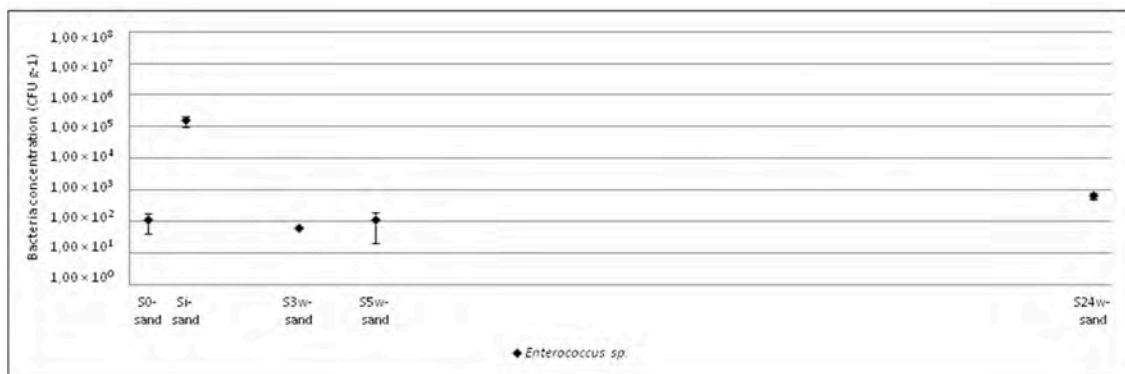 Bacteria concentration (CFU g-1)
1,00 × 10⁸
1,00 × 10⁷
1,00 × 10⁶
1,00 × 10⁵
1,00 × 10⁴
1,00 × 10³
1,00 × 10²
1,00 × 10¹
1,00 × 10⁰
S0- Si- S3w- S5w- S24w-
sand sand sand sand sand
Enterococcus sp.